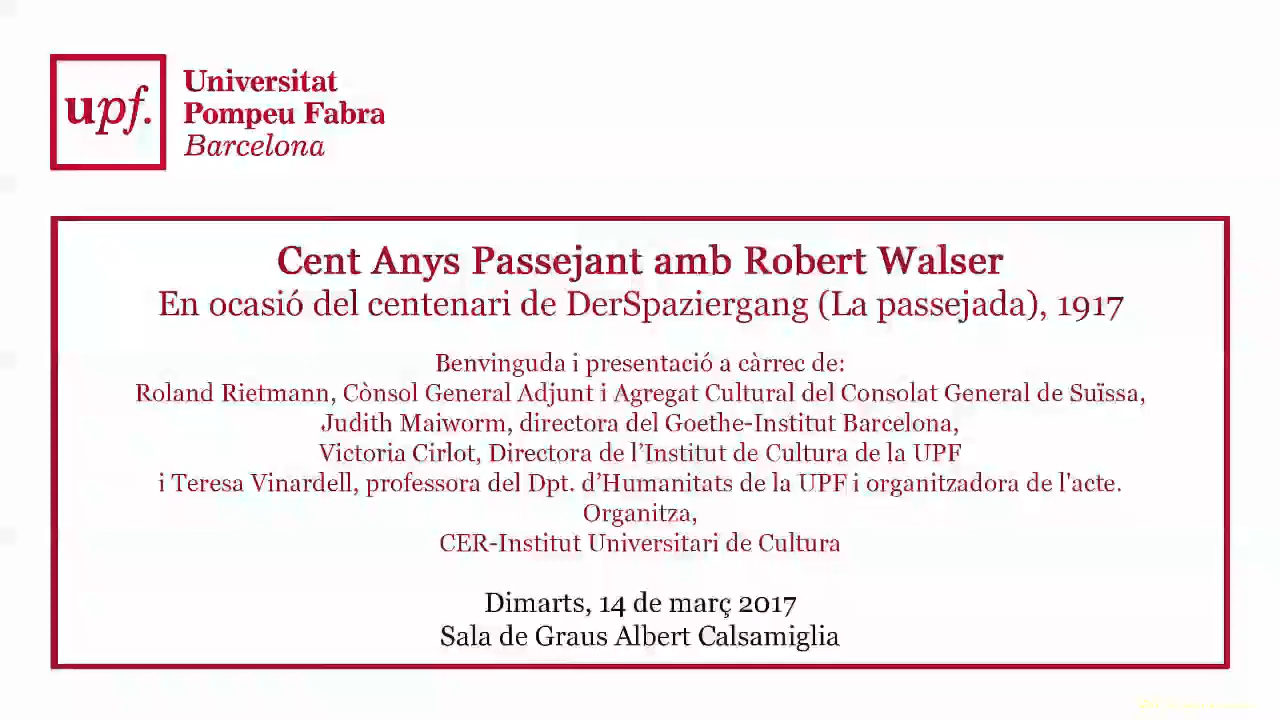 upf.
Universitat
Pompeu Fabra
Barcelona
Cent Anys Passejant amb Robert Walser
En ocasió del centenari de DerSpaziergang (La passejada), 1917
Benvinguda i presentació a càrrec de:
Roland Rietmann, Cònsol General Adjunt i Agregat Cultural del Consolat General de Suïssa,
Judith Maiworm, directora del Goethe-Institut Barcelona,
Victoria Cirlot, Directora de l’Institut de Cultura de la UPF
i Teresa Vinardell, professora del Dpt. d’Humanitats de la UPF i organitzadora de l'acte.
Organitza,
CER-Institut Universitari de Cultura
Dimarts, 14 de març 2017
Sala de Graus Albert Calsamiglia